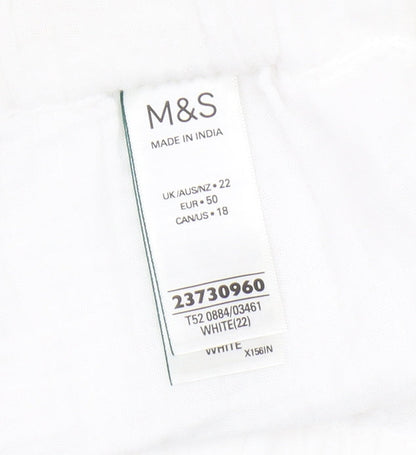 M&S
MADE IN INDIA
UK/AUS/NZ • 22
EUR • 50
CAN/US • 18
23730960
T52 0884/03461
WHITE(22)
WHITE X156IN